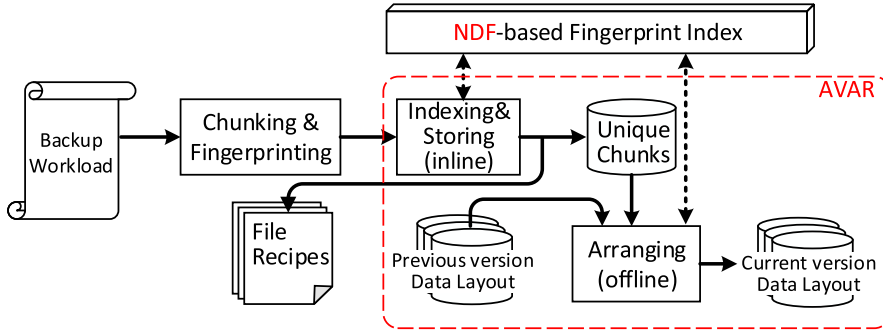 NDF-based Fingerprint Index
AVAR
Backup
Workload
Chunking &
Fingerprinting
Indexing&
Storing
(inline)
Unique
Chunks
File
Recipes
Previous version
Data Layout
Arranging
(offline)
Current version
Data Layout